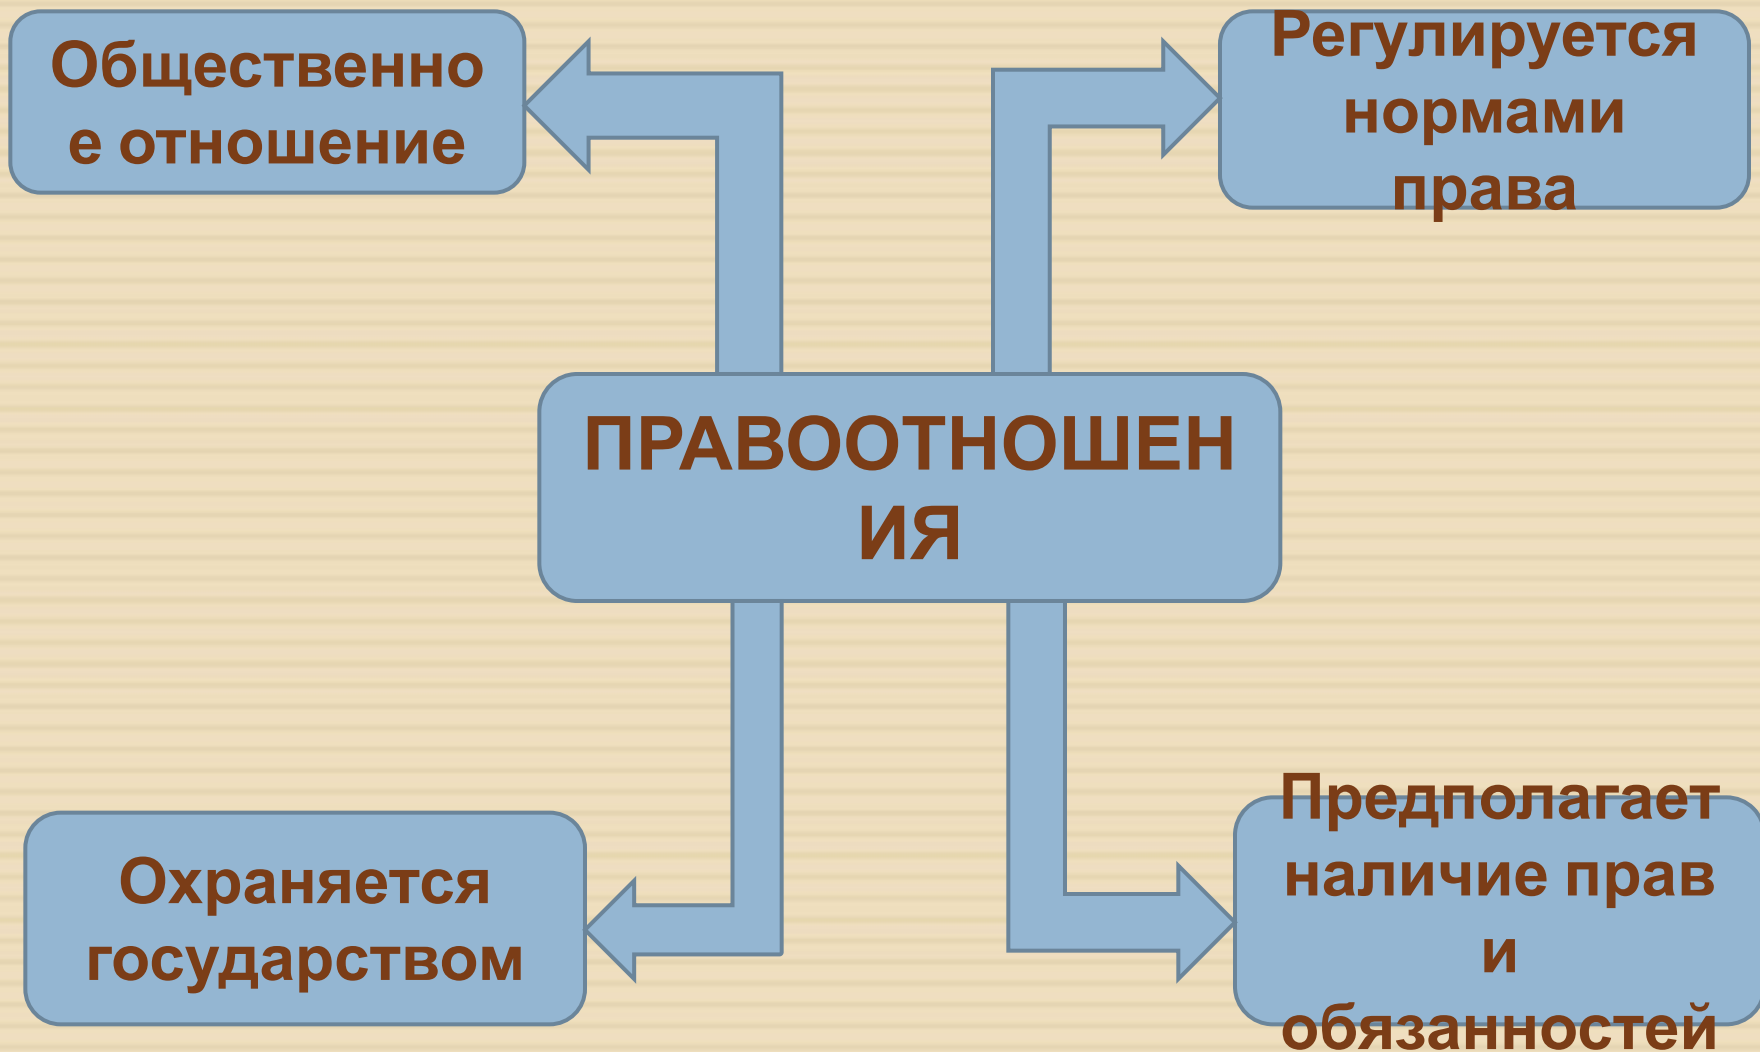 Общественно
е отношение
Регулируется
нормами
права
ПРАВООТНОШЕН
ИЯ
Охраняется
государством
Предполагает
наличие прав
и
обязанностей